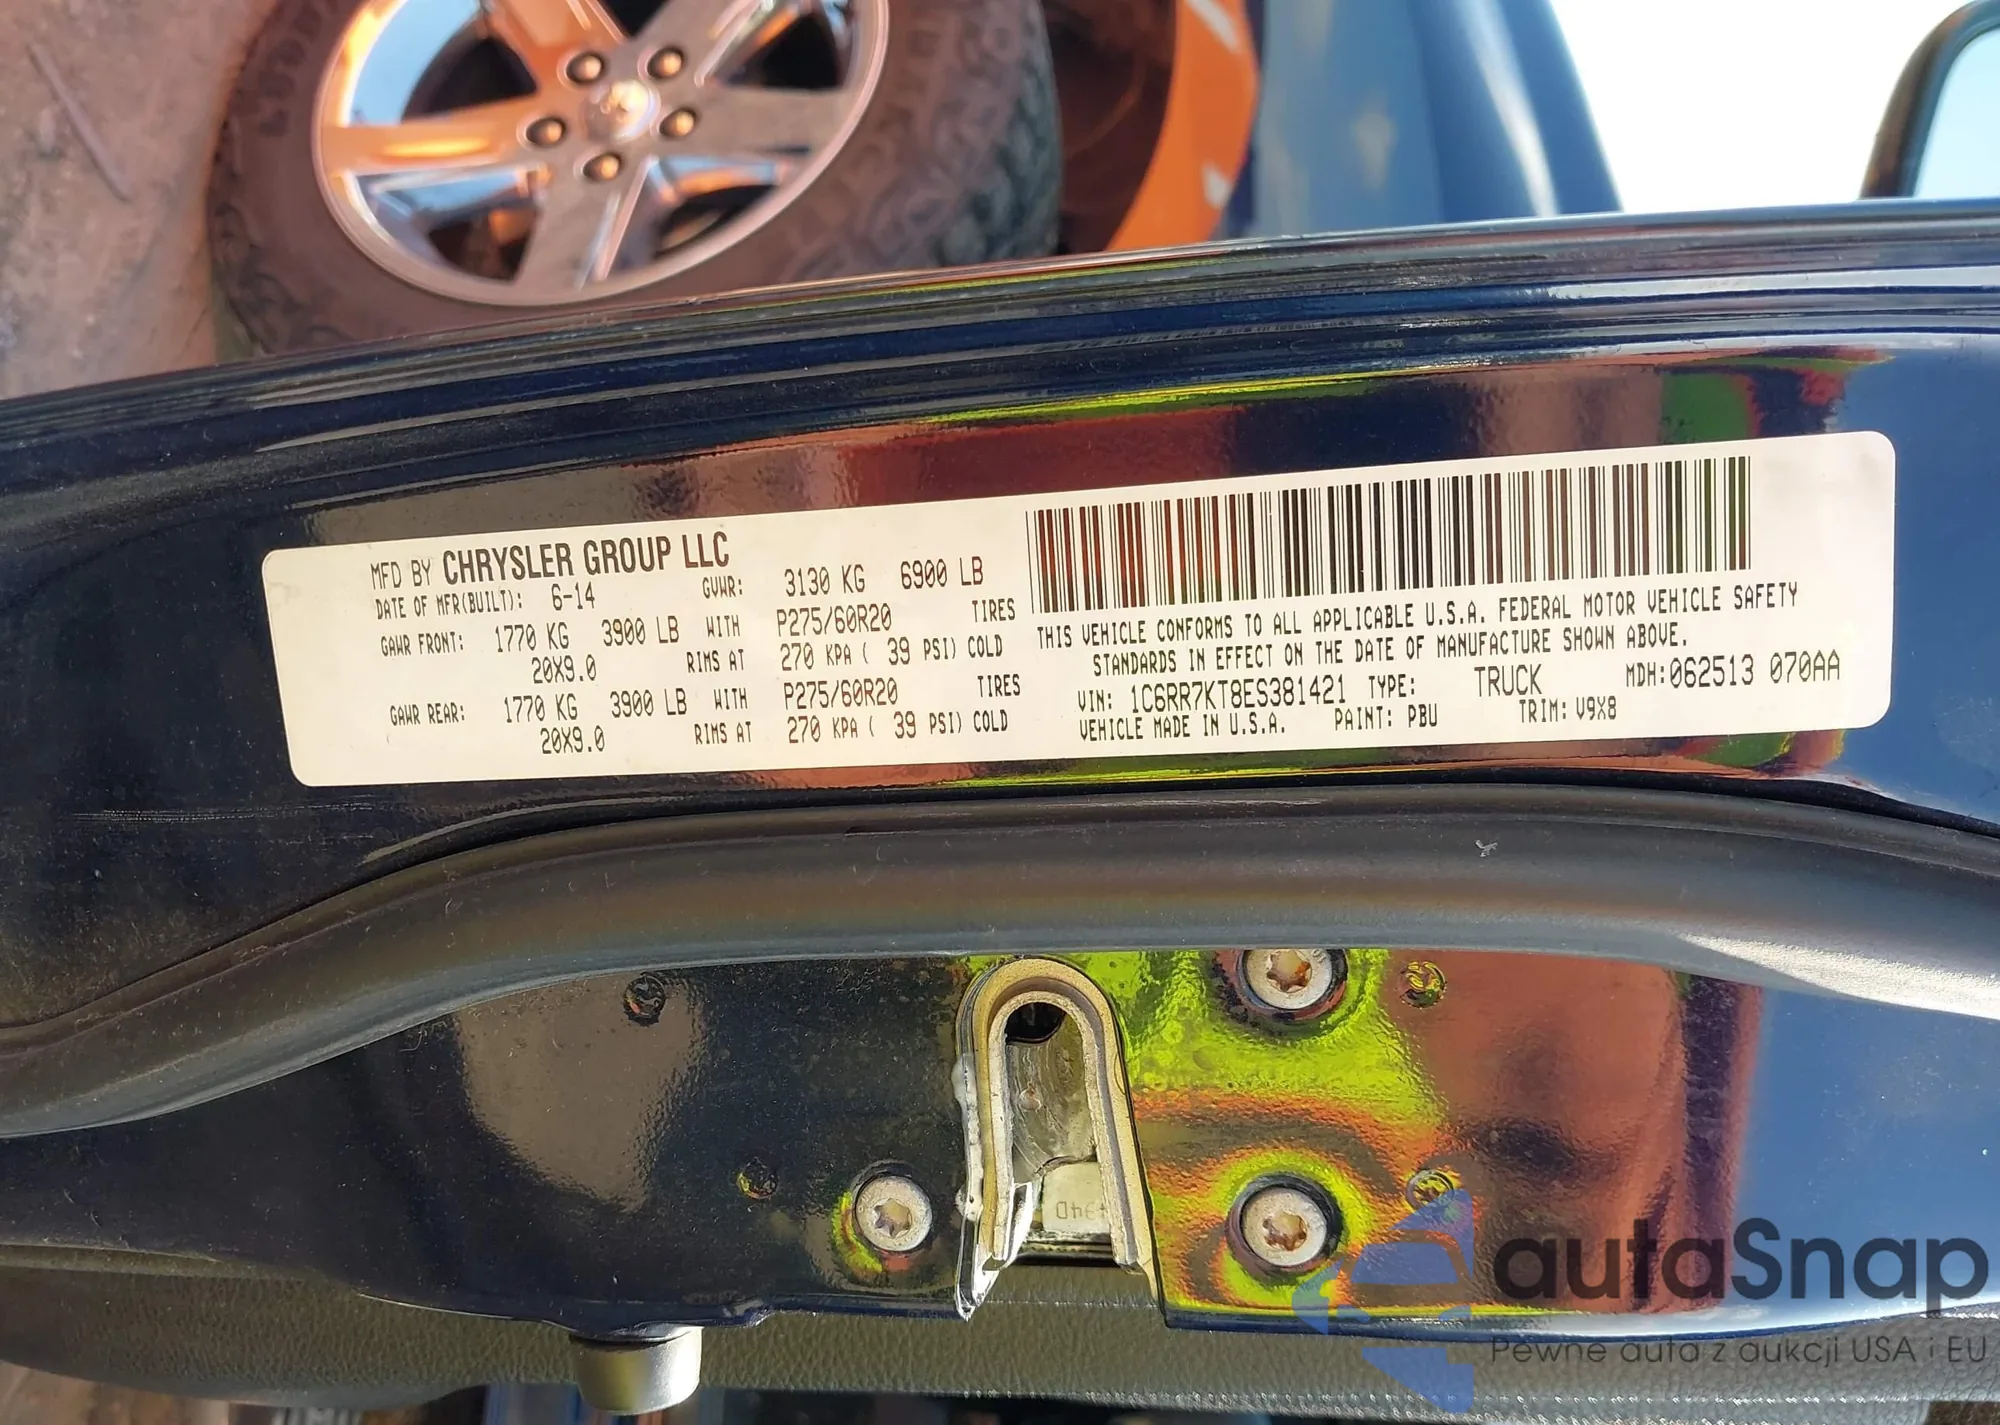 MFD BY CHRYSLER GROUP LLC
DATE OF MFR(BUILT): 6-14 GVWR: 3130 KG 6900 LB
GAWR FRONT: 1770 KG 3900 LB WITH P275/60R20 TIRES
20X9.0 RIMS AT 270 KPA ( 39 PSI) COLD
GAWR REAR: 1770 KG 3900 LB WITH P275/60R20 TIRES
20X9.0 RIMS AT 270 KPA ( 39 PSI) COLD
THIS VEHICLE CONFORMS TO ALL APPLICABLE U.S.A. FEDERAL MOTOR VEHICLE SAFETY
STANDARDS IN EFFECT ON THE DATE OF MANUFACTURE SHOWN ABOVE.
VIN: 1C6RR7KT8ES381421 TYPE: TRUCK MDH: 062513 070AA
VEHICLE MADE IN U.S.A. PAINT: PBU TRIM: V9X8
autaSnap
Pewne auta z aukcji USA i EU